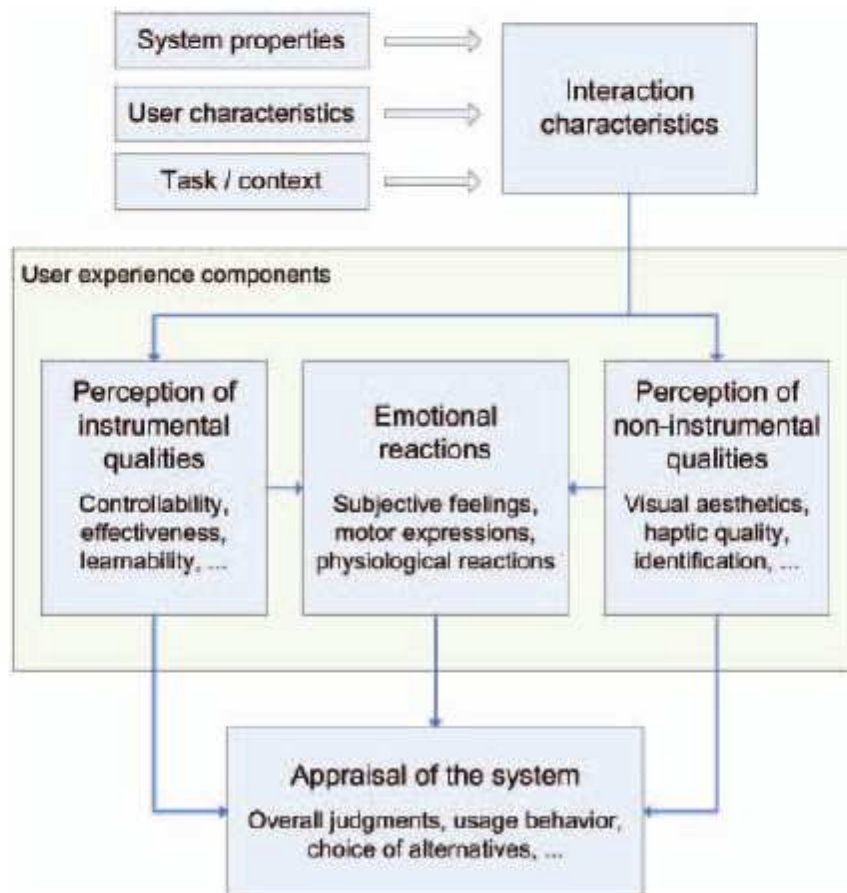 System properties
User characteristics
Task / context
Interaction
characteristics
User experience components
Perception of
instrumental
qualities
Controllability,
effectiveness,
learnability, ...
Emotional
reactions
Subjective feelings,
motor expressions,
physiological reactions
Perception of
non-instrumental
qualities
Visual aesthetics,
haptic quality,
identification, ...
Appraisal of the system
Overall judgments, usage behavior,
choice of alternatives, ...